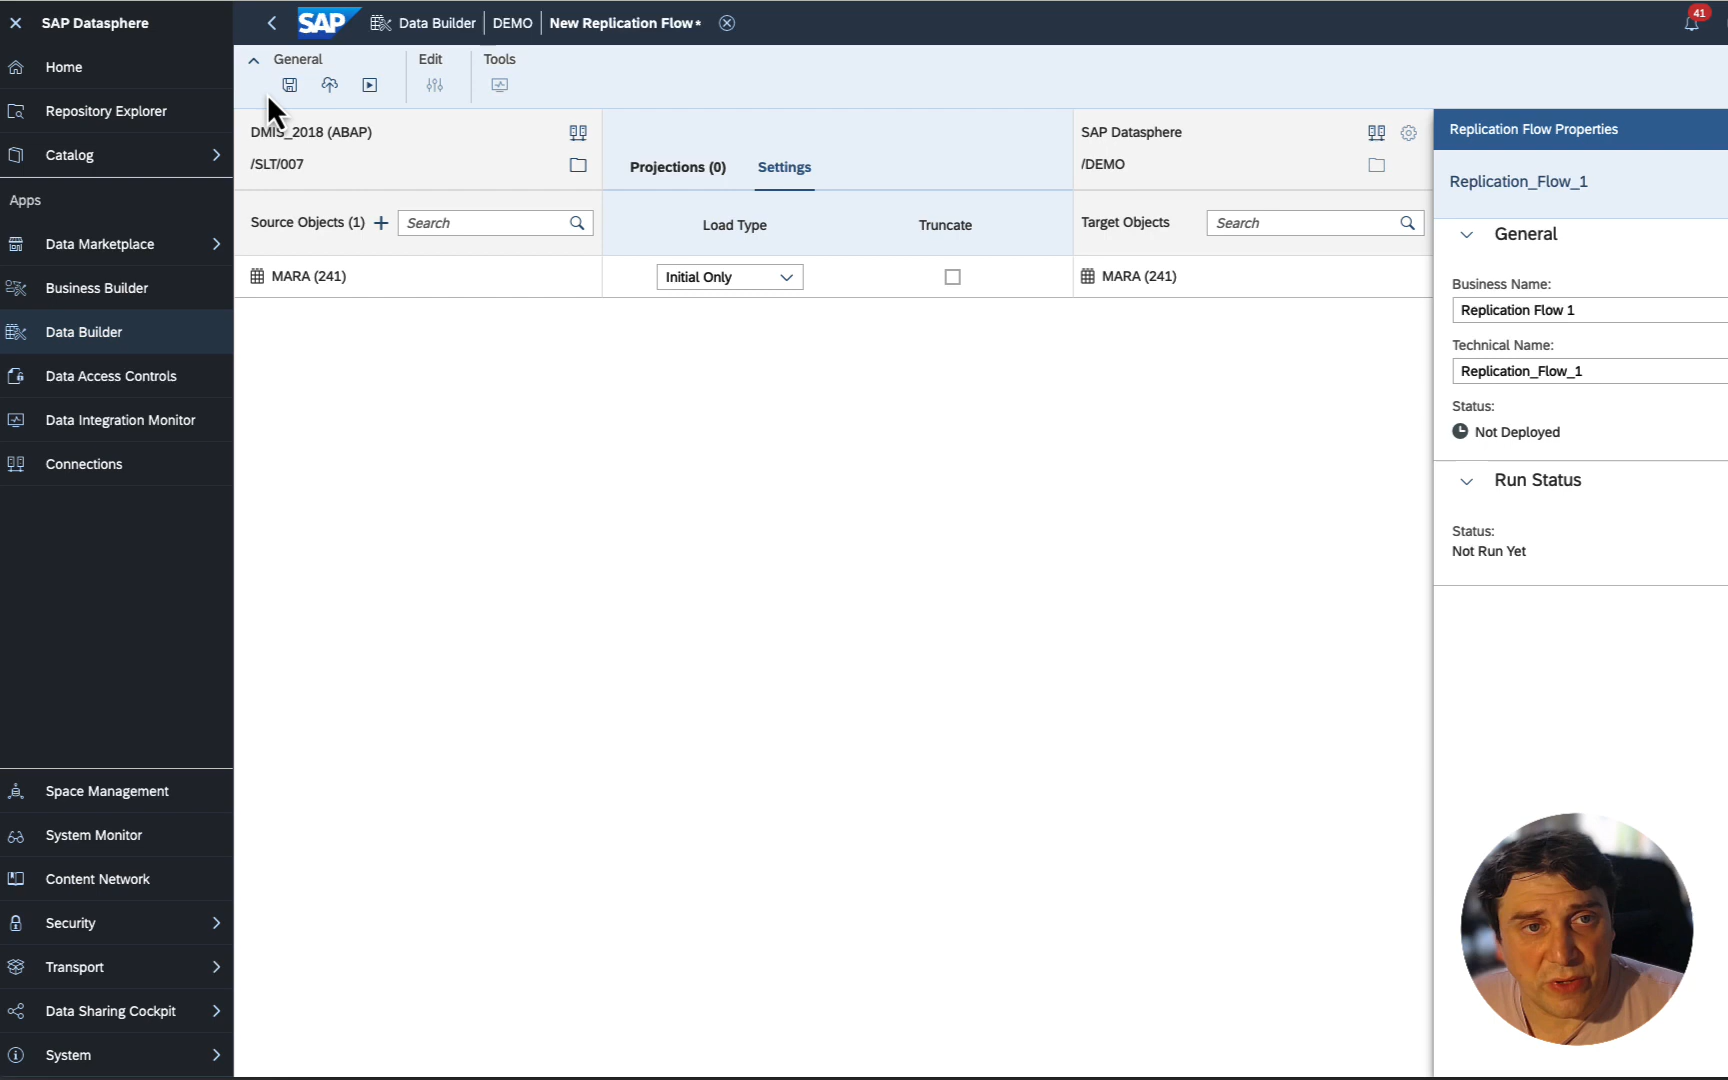 SAP Datasphere
Home
Repository Explorer
Catalog
Apps
Data Marketplace
Business Builder
Data Builder
Data Access Controls
Data Integration Monitor
Connections
Space Management
System Monitor
Content Network
Security
Transport
Data Sharing Cockpit
System
SAP Data Builder DEMO New Replication Flow*
41
General Edit Tools
DMIS_2018 (ABAP)
/SLT/007
Source Objects (1) Search
MARA (241)
Projections (0) Settings
Load Type Truncate
Initial Only
SAP Datasphere
/DEMO
Target Objects Search
MARA (241)
Replication Flow Properties
Replication_Flow_1
General
Business Name:
Replication Flow 1
Technical Name:
Replication_Flow_1
Status:
Not Deployed
Run Status
Status:
Not Run Yet